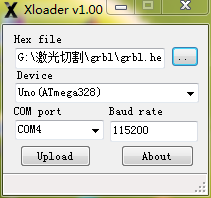 Xloader v1.00
Hex file
G:\激光切割\grbl\grbl.he
..
Device
Uno(ATmega328)
COM port Baud rate
COM4 115200
Upload About